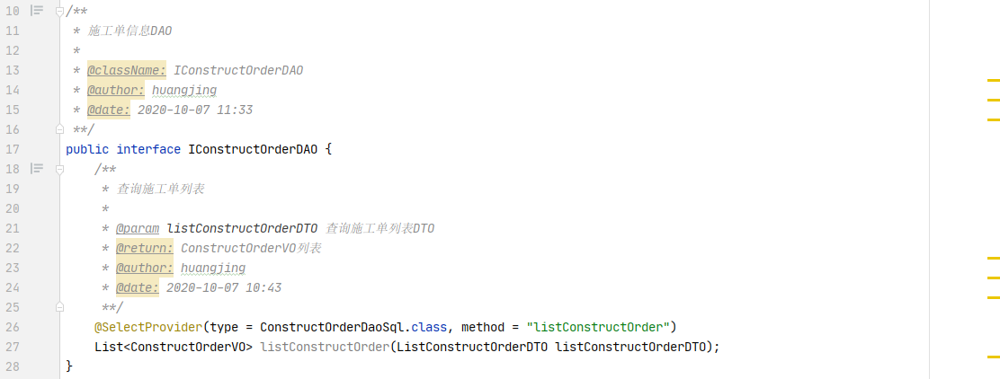 10 /**
11  * 施工单信息DAO
12  *
13  * @className: IConstructOrderDAO
14  * @author: huangjing
15  * @date: 2020-10-07 11:33
16  **/
17 public interface IConstructOrderDAO {
18     /**
19      * 查询施工单列表
20      *
21      * @param listConstructOrderDTO 查询施工单列表DTO
22      * @return: ConstructOrderVO列表
23      * @author: huangjing
24      * @date: 2020-10-07 10:43
25      **/
26     @SelectProvider(type = ConstructOrderDaoSql.class, method = "listConstructOrder")
27     List<ConstructOrderVO> listConstructOrder(ListConstructOrderDTO listConstructOrderDTO);
28 }